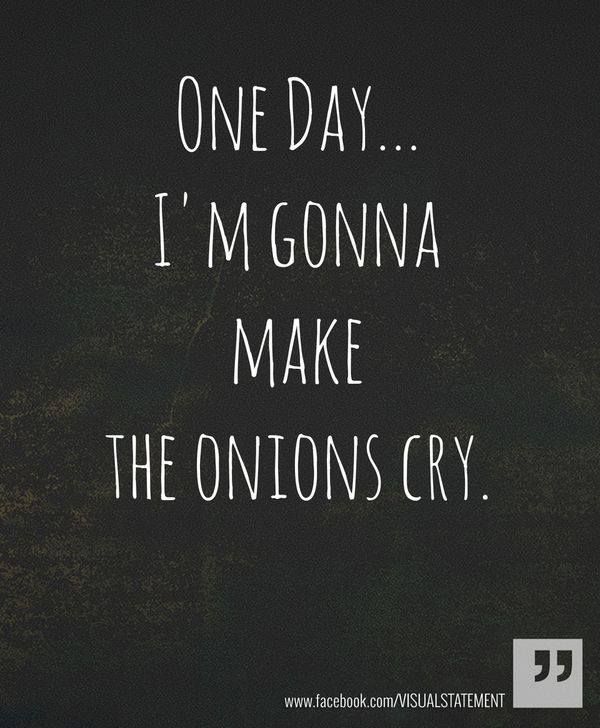 One Day...
I'm gonna
make
the onions cry.
www.facebook.com/VISUALSTATEMENT